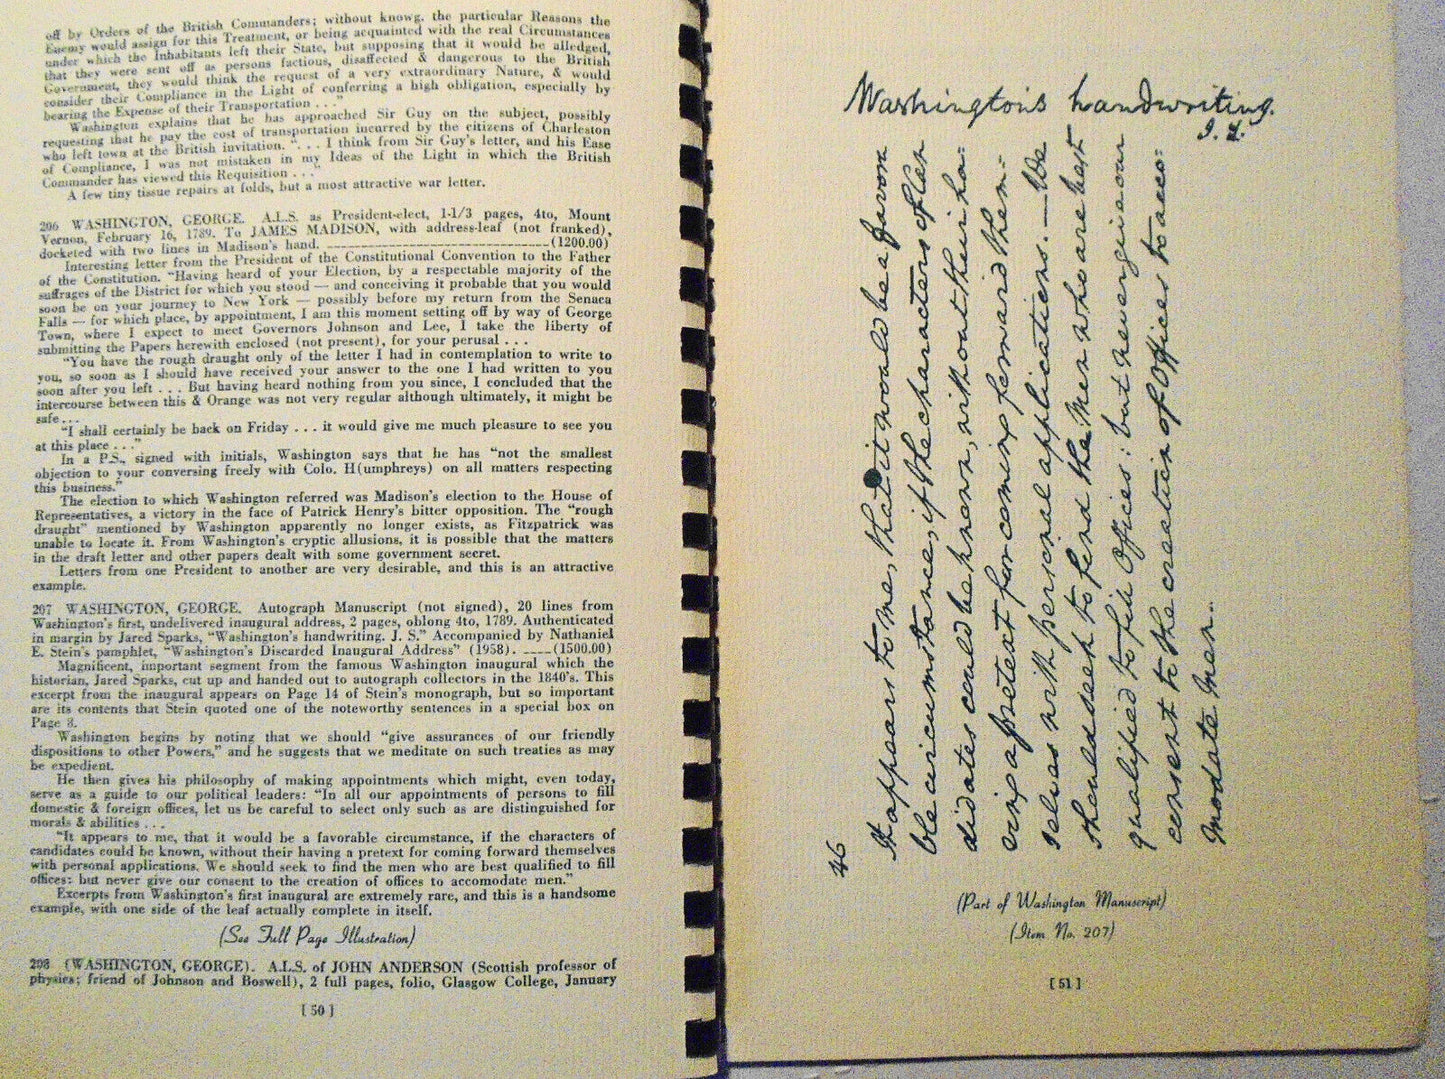 off by Orders of the British Commanders; without knowg. the particular Reasons the
Enemy would assign for this Treatment, or being acquainted with the real Circumstances
under which the Inhabitants left their State, but supposing that it would be alledged,
that they were sent off as persons factious, disaffected & dangerous to the British
Government, they would think the request of a very extraordinary Nature, & would
consider their Compliance in the Light of conferring a high obligation, especially by
bearing the Expense of their Transportation . . ."
Washington explains that he has approached Sir Guy on the subject, possibly
requesting that he pay the cost of transportation incurred by the citizens of Charleston
who left town at the British invitation. ". . . I think from Sir Guy's letter, and his Ease
of Compliance, I was not mistaken in my Ideas of the Light in which the British
Commander has viewed this Requisition . . ."
A few tiny tissue repairs at folds, but a most attractive war letter.
206 WASHINGTON, GEORGE. A.L.S. as President-elect, 1-1/3 pages, 4to, Mount
Vernon, February 16, 1789. To JAMES MADISON, with address-leaf (not franked),
docketed with two lines in Madison's hand. ------------------------------(1200.00)
Interesting letter from the President of the Constitutional Convention to the Father
of the Constitution. "Having heard of your Election, by a respectable majority of the
suffrages of the District for which you stood — and conceiving it probable that you would
soon be on your journey to New York — possibly before my return from the Senaca
Falls — for which place, by appointment, I am this moment setting off by way of George
Town, where I expect to meet Governors Johnson and Lee, I take the liberty of
submitting the Papers herewith enclosed (not present), for your perusal . . .
"You have the rough draught only of the letter I had in contemplation to write to
you, so soon as I should have received your answer to the one I had written to you
soon after you left . . . But having heard nothing from you since, I concluded that the
intercourse between this & Orange was not very regular although ultimately, it might be
safe . . .
"I shall certainly be back on Friday . . . it would give me much pleasure to see you
at this place . . ."
In a P.S., signed with initials, Washington says that he has "not the smallest
objection to your conversing freely with Colo. H(umphreys) on all matters respecting
this business."
The election to which Washington referred was Madison's election to the House of
Representatives, a victory in the face of Patrick Henry's bitter opposition. The "rough
draught" mentioned by Washington apparently no longer exists, as Fitzpatrick was
unable to locate it. From Washington's cryptic allusions, it is possible that the matters
in the draft letter and other papers dealt with some government secret.
Letters from one President to another are very desirable, and this is an attractive
example.
207 WASHINGTON, GEORGE. Autograph Manuscript (not signed), 20 lines from
Washington's first, undelivered inaugural address, 2 pages, oblong 4to, 1789. Authenticated
in margin by Jared Sparks, "Washington's handwriting. J. S." Accompanied by Nathaniel
E. Stein's pamphlet, "Washington's Discarded Inaugural Address" (1958). ____(1500.00)
Magnificent, important segment from the famous Washington inaugural which the
historian, Jared Sparks, cut up and handed out to autograph collectors in the 1840's. This
excerpt from the inaugural appears on Page 14 of Stein's monograph, but so important
are its contents that Stein quoted one of the noteworthy sentences in a special box on
Page 3.
Washington begins by noting that we should "give assurances of our friendly
dispositions to other Powers," and he suggests that we meditate on such treaties as may
be expedient.
He then gives his philosophy of making appointments which might, even today,
serve as a guide to our political leaders: "In all our appointments of persons to fill
domestic & foreign offices, let us be careful to select only such as are distinguished for
morals & abilities . . .
"It appears to me, that it would be a favorable circumstance, if the characters of
candidates could be known, without their having a pretext for coming forward themselves
with personal applications. We should seek to find the men who are best qualified to fill
offices: but never give our consent to the creation of offices to accomodate men."
Excerpts from Washington's first inaugural are extremely rare, and this is a handsome
example, with one side of the leaf actually complete in itself.
(See Full Page Illustration)
208 (WASHINGTON, GEORGE). A.L.S. of JOHN ANDERSON (Scottish professor of
physics; friend of Johnson and Boswell), 2 full pages, folio, Glasgow College, January
[ 50 ]
Washington's handwriting.
J. S.
46
It appears to me, that it would be a favora
ble circumstance, if the characters of Can
didates could be known, without their ha=
ving a pretext for coming forward them=
selves with personal applications.—We
should seek to find the Men who are best
qualified to fill Offices: but never give our
consent to the creation of Offices to acco=
modate Men.
(Part of Washington Manuscript)
(Item No. 207)
[ 51 ]